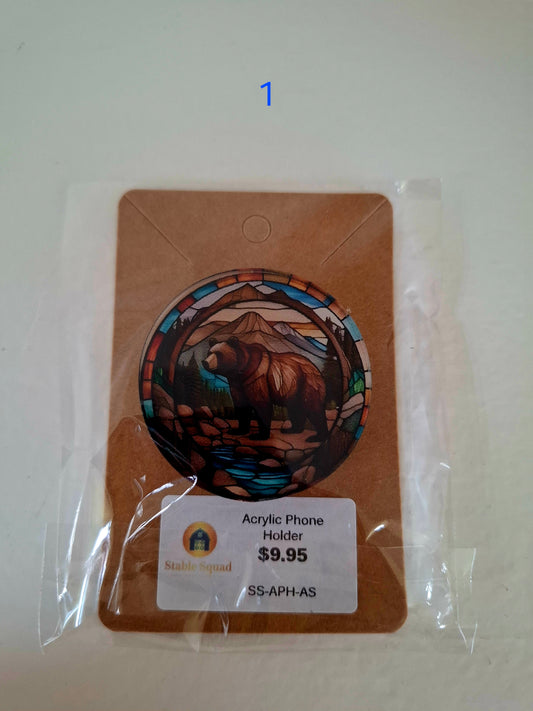 1
Acrylic Phone
Holder
$9.95
Stable Squad
SS-APH-AS